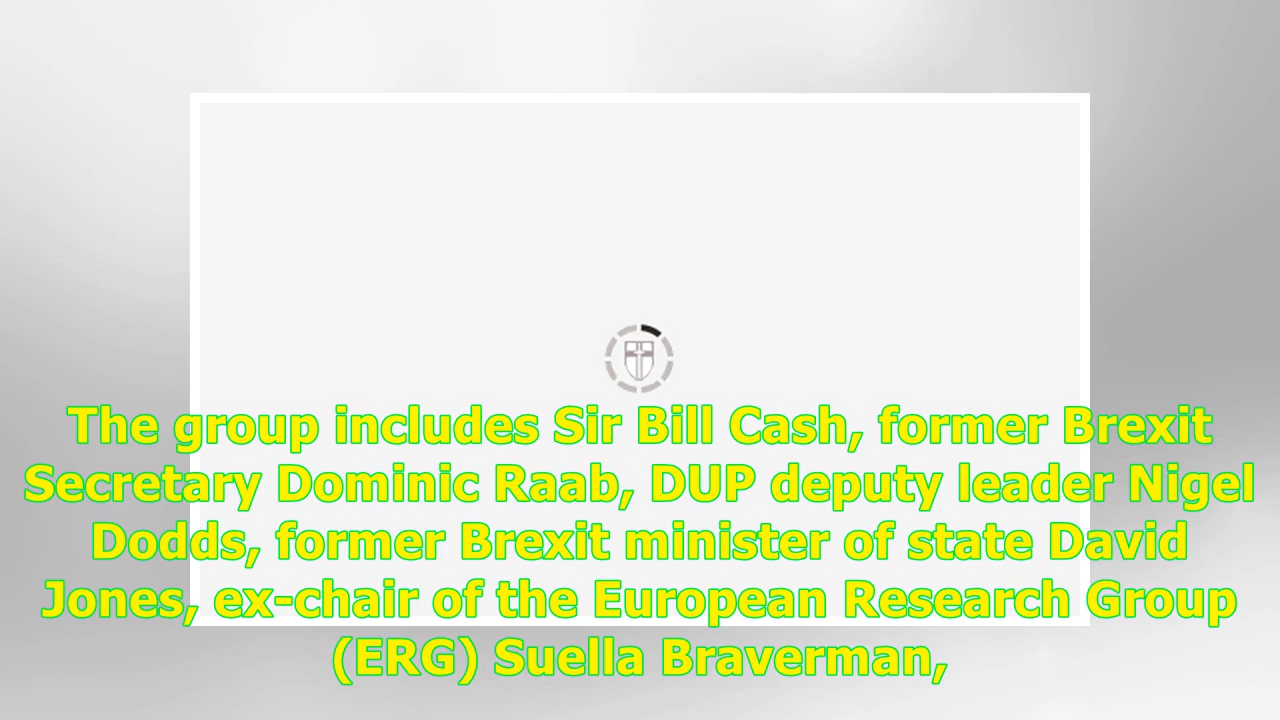 The group includes Sir Bill Cash, former Brexit
Secretary Dominic Raab, DUP deputy leader Nigel
Dodds, former Brexit minister of state David
Jones, ex-chair of the European Research Group
(ERG) Suella Braverman,